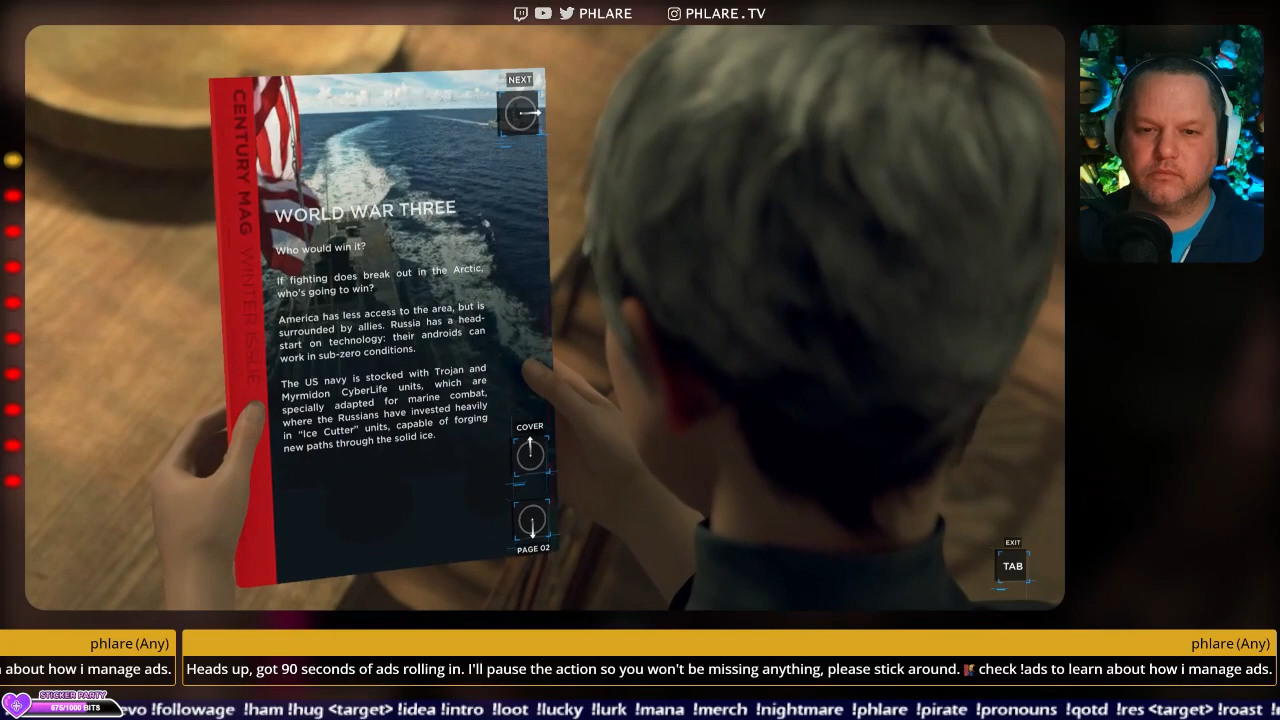 PHLARE PHLARE.TV
NEXT
CENTURY MAG WINTER ISSUE
WORLD WAR THREE
Who would win it?
If fighting does break out in the Arctic,
who's going to win?
America has less access to the area, but is
surrounded by allies. Russia has a head-
start on technology: their androids can
work in sub-zero conditions.
The US navy is stocked with Trojan and
Myrmidon CyberLife units, which are
specially adapted for marine combat,
where the Russians have invested heavily
in "Ice Cutter" units, capable of forging
new paths through the solid ice.
COVER
PAGE 02
EXIT
TAB
phlare (Any) phlare (Any)
about how i manage ads. Heads up, got 90 seconds of ads rolling in. I'll pause the action so you won't be missing anything, please stick around. check !ads to learn about how i manage ads.
STICKER PARTY
675/1000 BITS
evo !followage !ham !hug <target> !idea !intro !loot !lucky !lurk !mana !merch !nightmare !phlare !pirate !pronouns !qotd !res <target> !roast